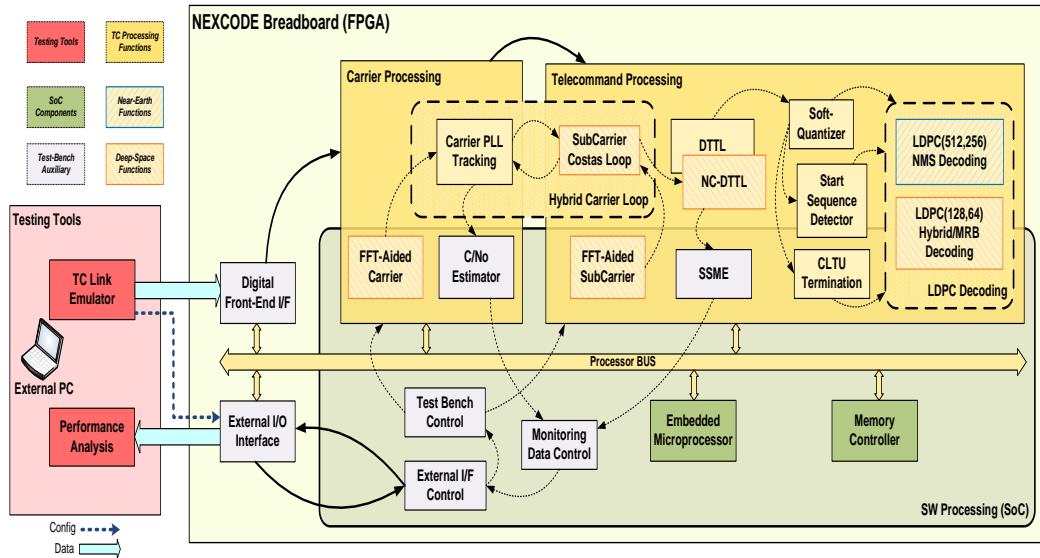 NEXCODE Breadboard (FPGA)
Testing Tools
TC Processing
Functions
SoC
Components
Near-Earth
Functions
Test-Bench
Auxiliary
Deep-Space
Functions
Carrier Processing
Telecommand Processing
Carrier PLL
Tracking
SubCarrier
Costas Loop
Hybrid Carrier Loop
DTTL
NC-DTTL
Soft-
Quantizer
Start
Sequence
Detector
CLTU
Termination
LDPC(512,256)
NMS Decoding
LDPC(128,64)
Hybrid/MRB
Decoding
LDPC Decoding
FFT-Aided
Carrier
C/No
Estimator
FFT-Aided
SubCarrier
SSME
Testing Tools
TC Link
Emulator
External PC
Performance
Analysis
Digital
Front-End I/F
External I/O
Interface
Processor BUS
Test Bench
Control
External I/F
Control
Monitoring
Data Control
Embedded
Microprocessor
Memory
Controller
SW Processing (SoC)
Config
Data